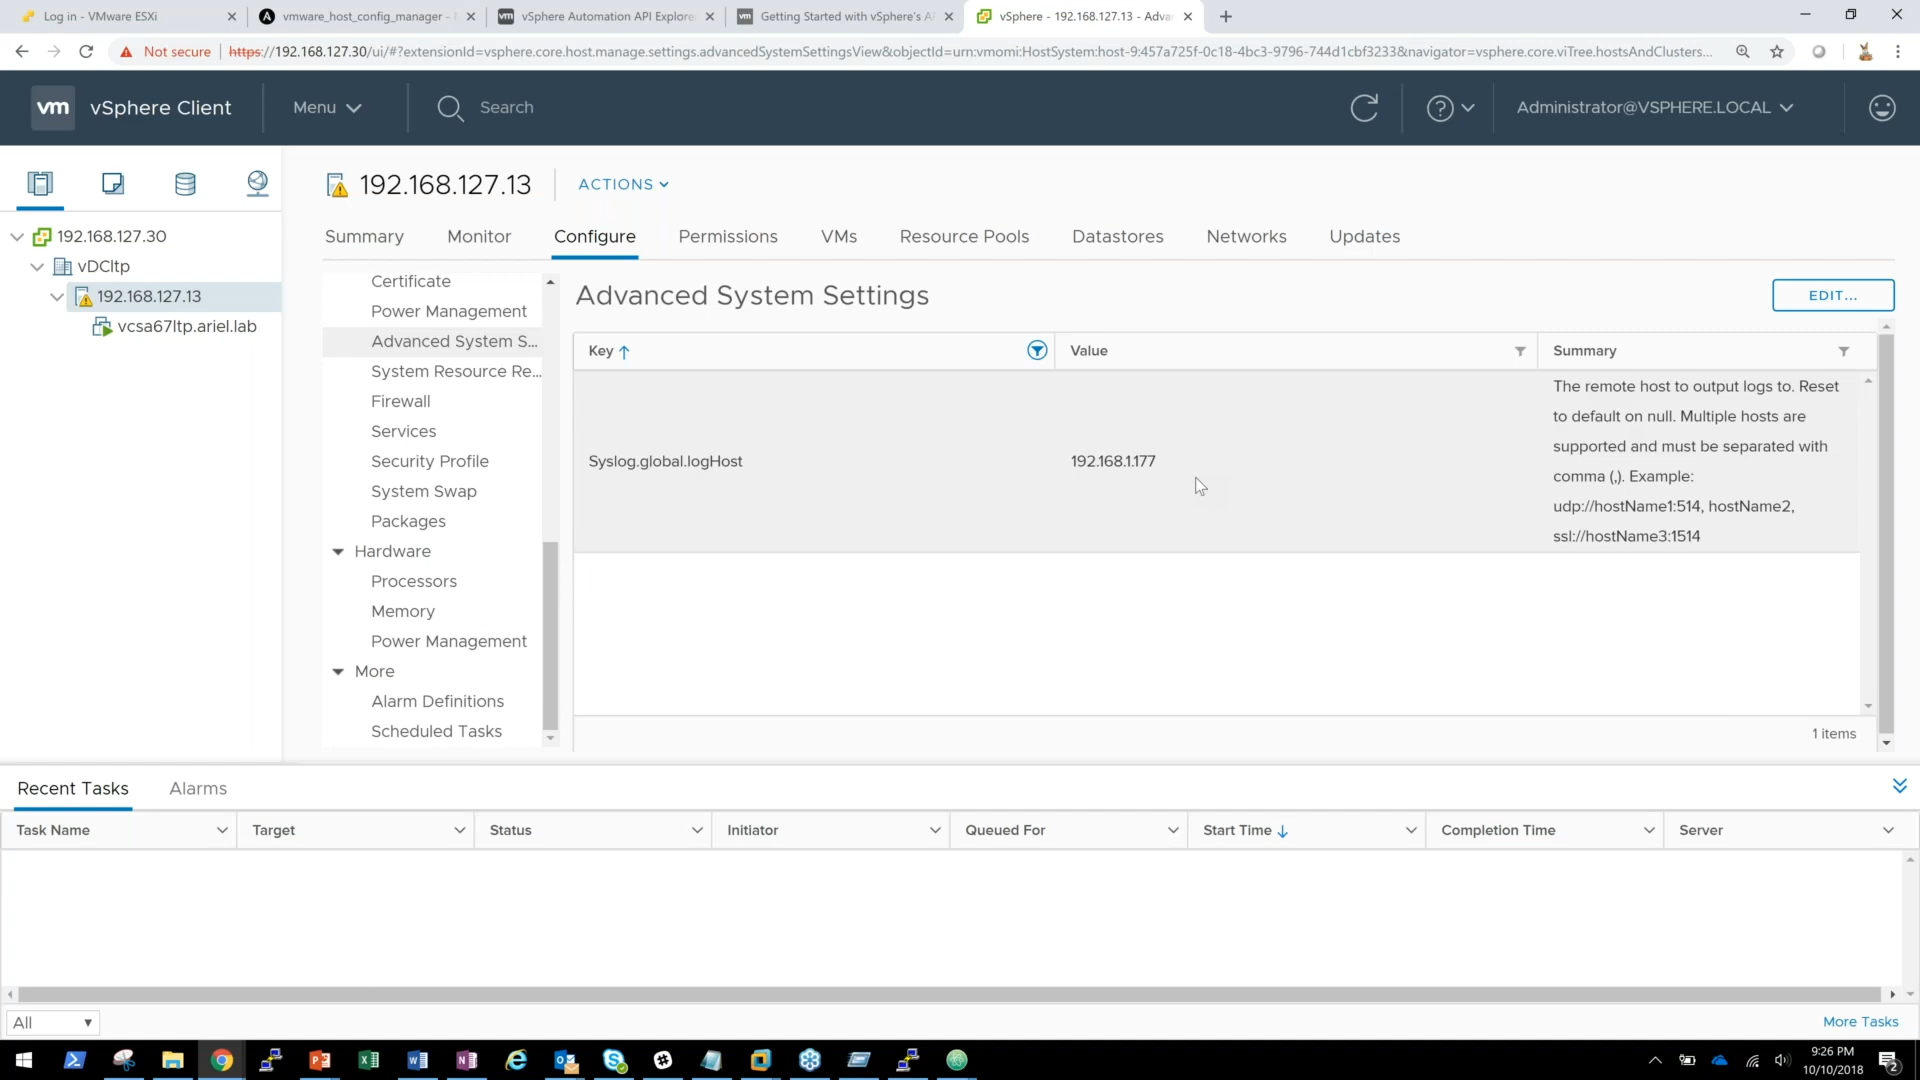 Log in - VMware ESXi
vmware_host_config_manager -
vSphere Automation API Explore
Getting Started with vSphere's A
vSphere - 192.168.127.13 - Adva
Not secure
https://192.168.127.30/ui/#?extensionId=vsphere.core.host.manage.settings.advancedSystemSettingsView&objectId=urn:vmomi:HostSystem:host-9:457a725f-0c18-4bc3-9796-744d1cbf3233&navigator=vsphere.core.viTree.hostsAndClusters...
vm
vSphere Client
Menu
Search
Administrator@VSPHERE.LOCAL
192.168.127.30
vDCltp
192.168.127.13
vcsa67ltp.ariel.lab
192.168.127.13
ACTIONS
Summary
Monitor
Configure
Permissions
VMs
Resource Pools
Datastores
Networks
Updates
Certificate
Power Management
Advanced System S...
System Resource Re...
Firewall
Services
Security Profile
System Swap
Packages
Hardware
Processors
Memory
Power Management
More
Alarm Definitions
Scheduled Tasks
Advanced System Settings
EDIT...
Key
Value
Summary
Syslog.global.logHost
192.168.1.177
The remote host to output logs to. Reset
to default on null. Multiple hosts are
supported and must be separated with
comma (,). Example:
udp://hostName1:514, hostName2,
ssl://hostName3:1514
1 items
Recent Tasks
Alarms
Task Name
Target
Status
Initiator
Queued For
Start Time
Completion Time
Server
All
More Tasks
9:26 PM
10/10/2018
2